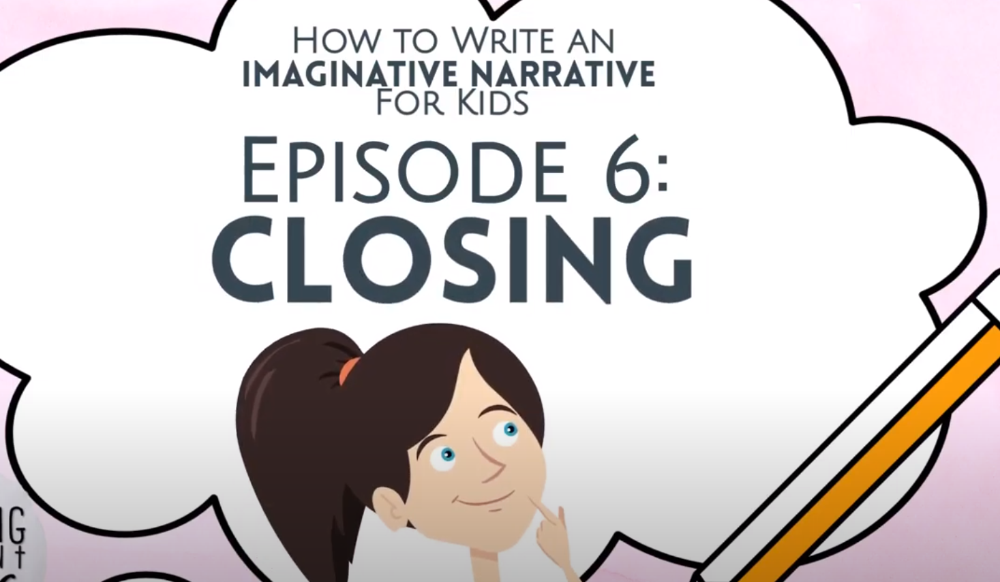 How to Write an
IMAGINATIVE NARRATIVE
For Kids
Episode 6:
CLOSING